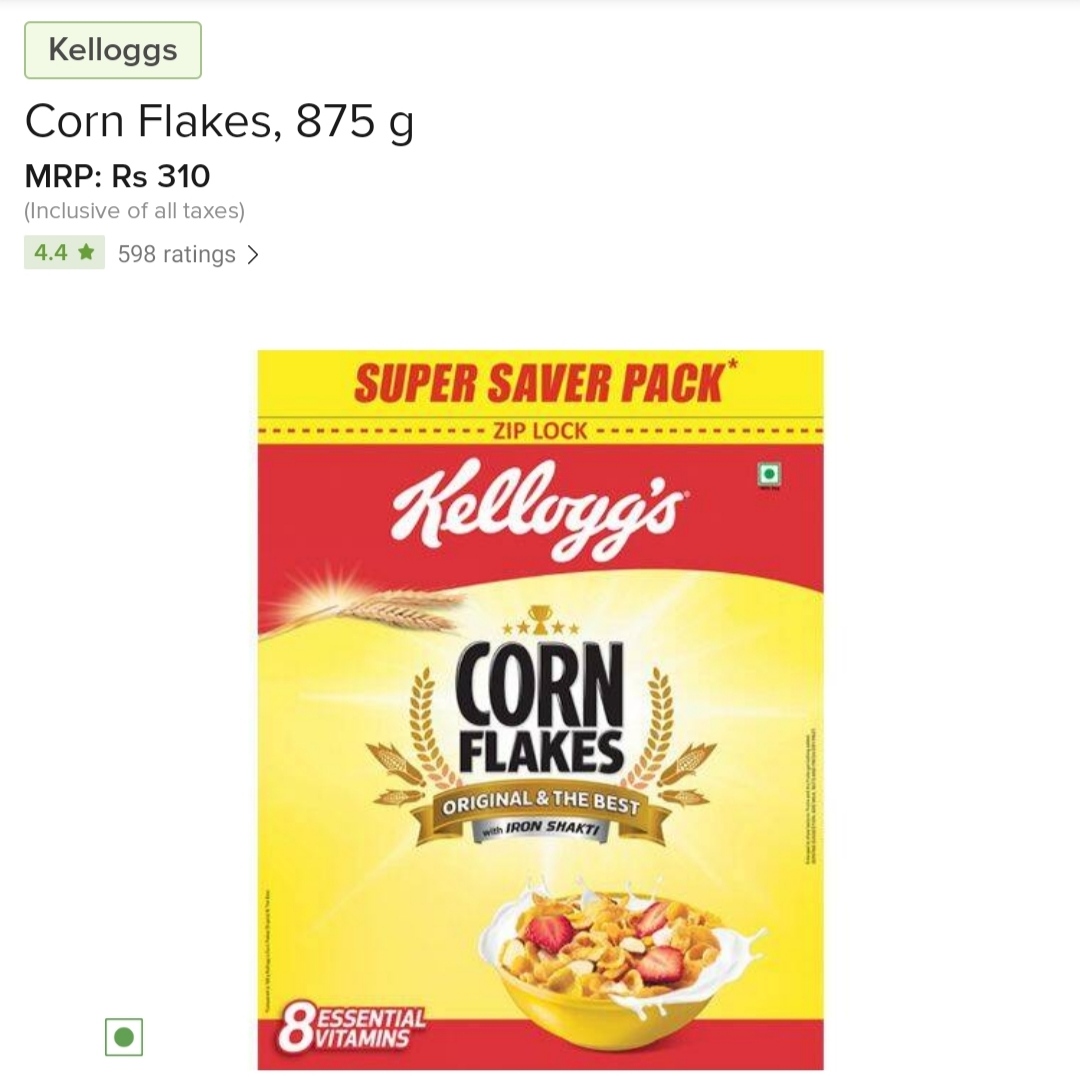 Kelloggs
Corn Flakes, 875 g
MRP: Rs 310
(Inclusive of all taxes)
4.4 ★ 598 ratings >
SUPER SAVER PACK*
ZIP LOCK
Kellogg's
CORN
FLAKES
ORIGINAL & THE BEST
with IRON SHAKTI
8 ESSENTIAL
VITAMINS